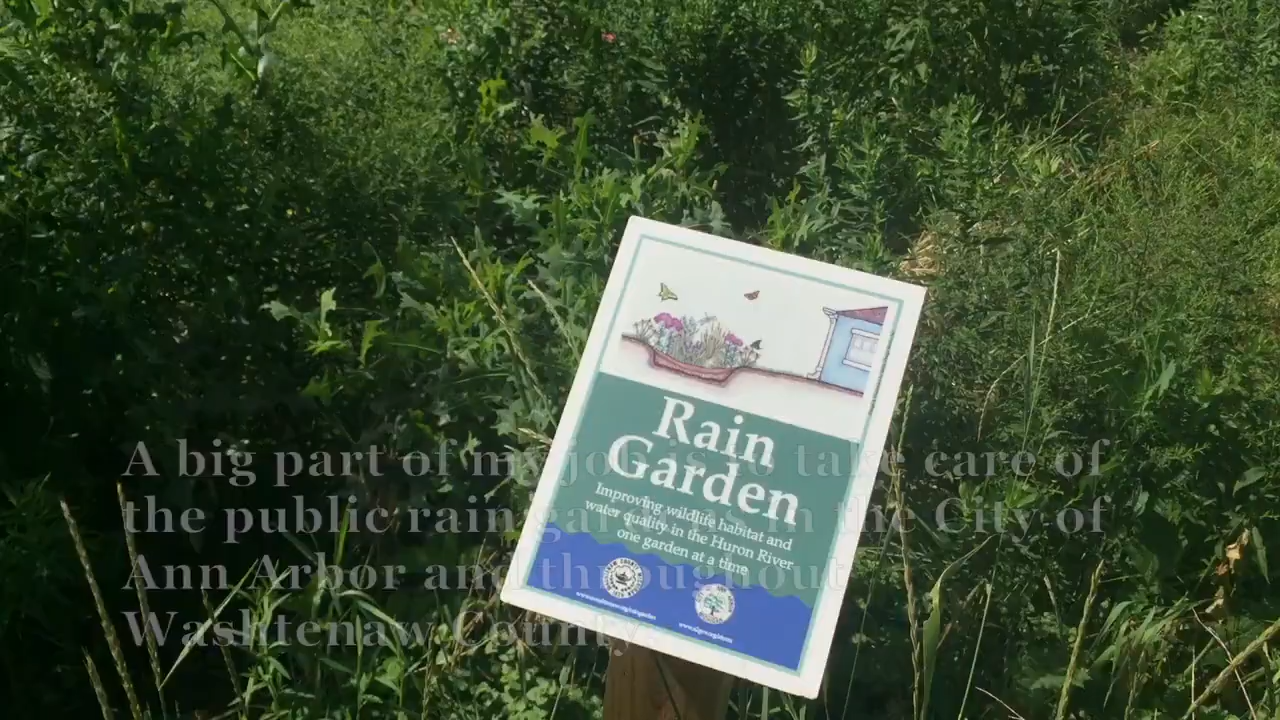 Rain
Garden
Improving wildlife habitat and
water quality in the Huron River
one garden at a time
A big part of my job is to take care of
the public rain gardens in the City of
Ann Arbor and throughout
Washtenaw County.